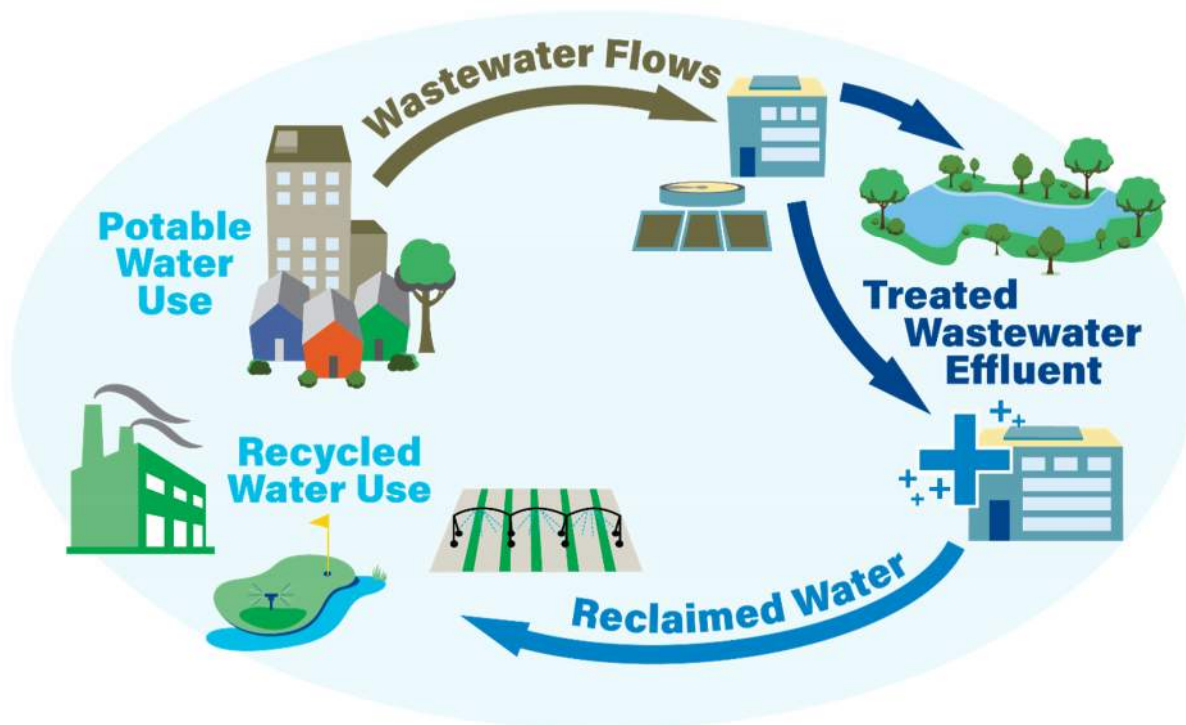 Wastewater Flows
Potable
Water
Use
Treated
Wastewater
Effluent
Recycled
Water Use
Reclaimed Water